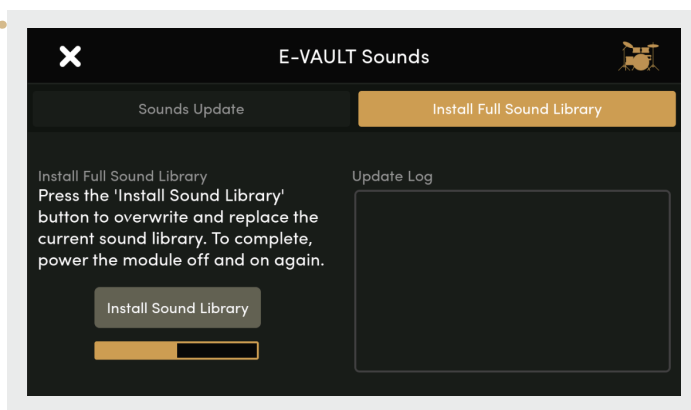 E-VAULT Sounds
Sounds Update
Install Full Sound Library
Install Full Sound Library
Press the 'Install Sound Library'
button to overwrite and replace the
current sound library. To complete,
power the module off and on again.
Install Sound Library
Update Log